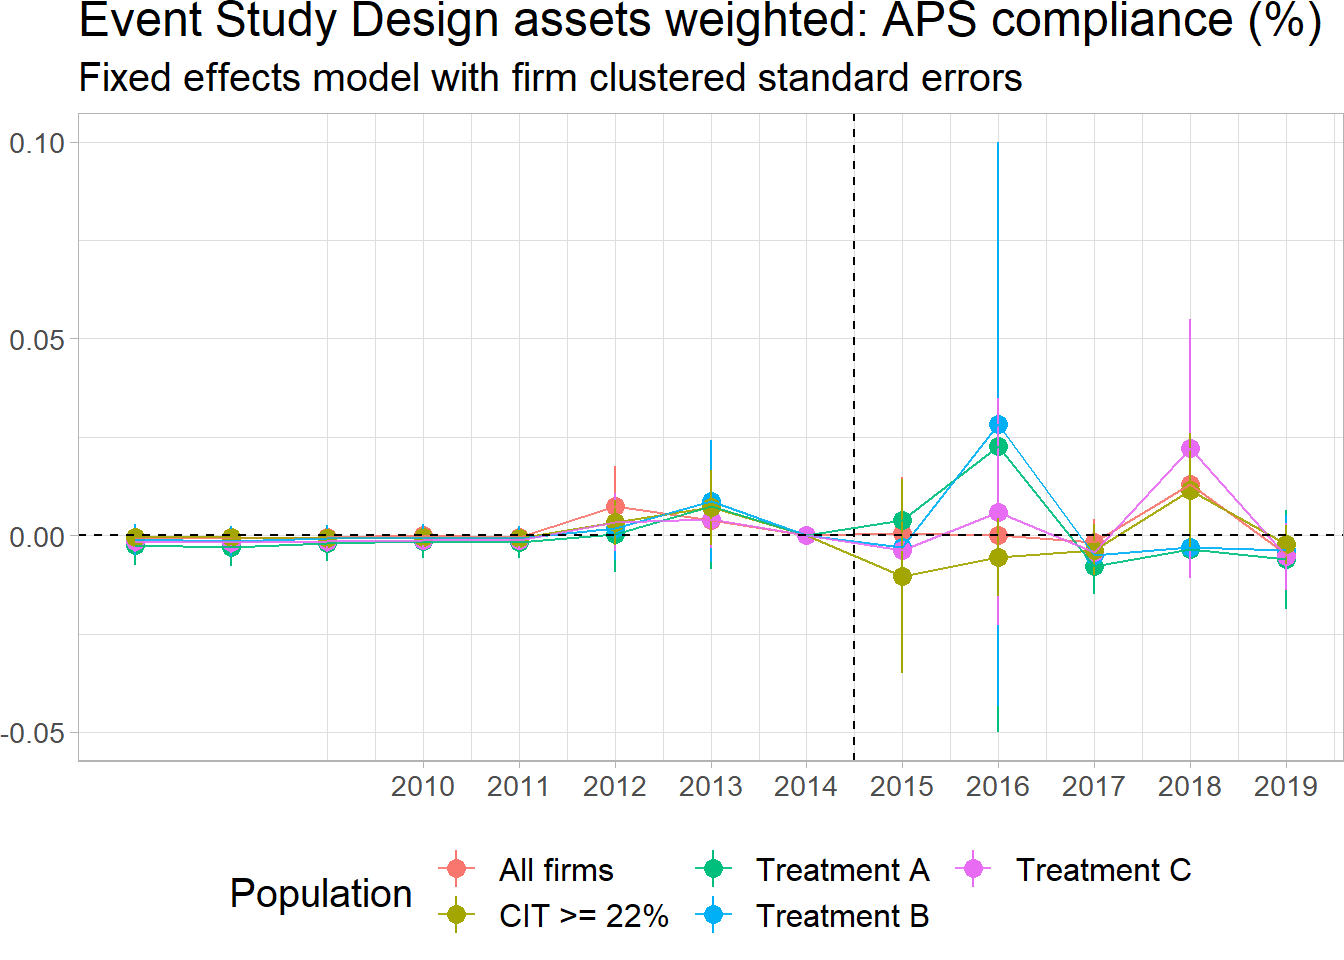 Event Study Design assets weighted: APS compliance (%)
Fixed effects model with firm clustered standard errors
0.10
0.05
0.00
-0.05
2010 2011 2012 2013 2014 2015 2016 2017 2018 2019
Population
All firms
Treatment A
Treatment C
CIT >= 22%
Treatment B